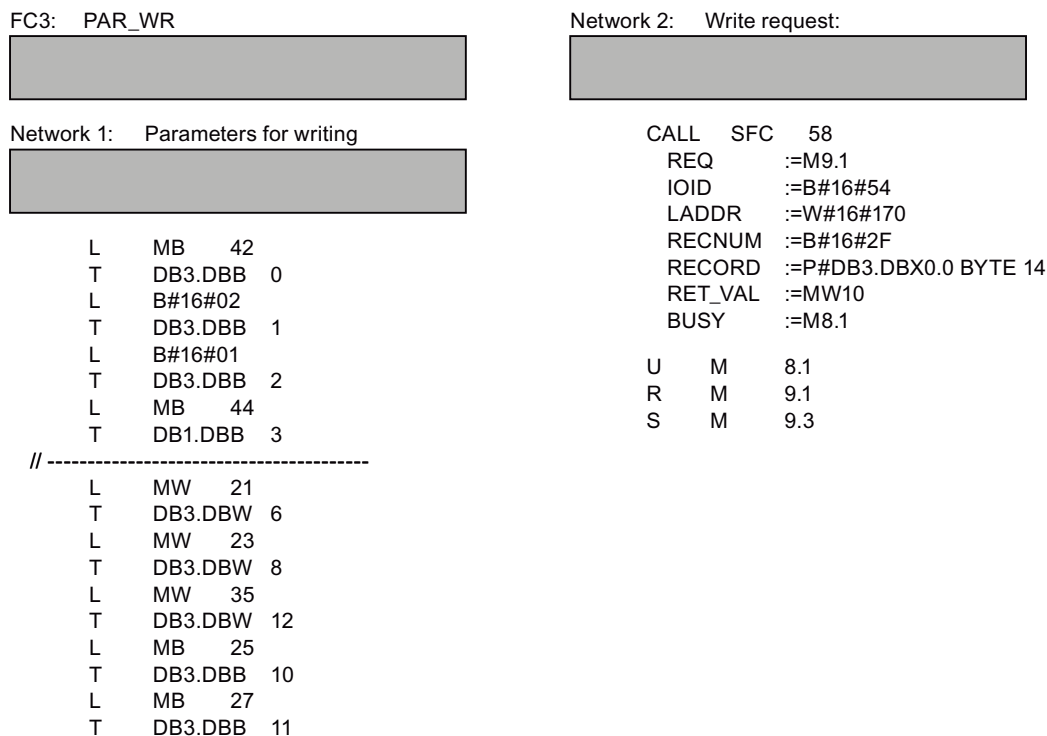 FC3: PAR_WR
Network 1: Parameters for writing
L MB 42
T DB3.DBB 0
L B#16#02
T DB3.DBB 1
L B#16#01
T DB3.DBB 2
L MB 44
T DB1.DBB 3
// ----------------------------------------
L MW 21
T DB3.DBW 6
L MW 23
T DB3.DBW 8
L MW 35
T DB3.DBW 12
L MB 25
T DB3.DBB 10
L MB 27
T DB3.DBB 11
Network 2: Write request:
CALL SFC 58
REQ :=M9.1
IOID :=B#16#54
LADDR :=W#16#170
RECNUM :=B#16#2F
RECORD :=P#DB3.DBX0.0 BYTE 14
RET_VAL :=MW10
BUSY :=M8.1
U M 8.1
R M 9.1
S M 9.3